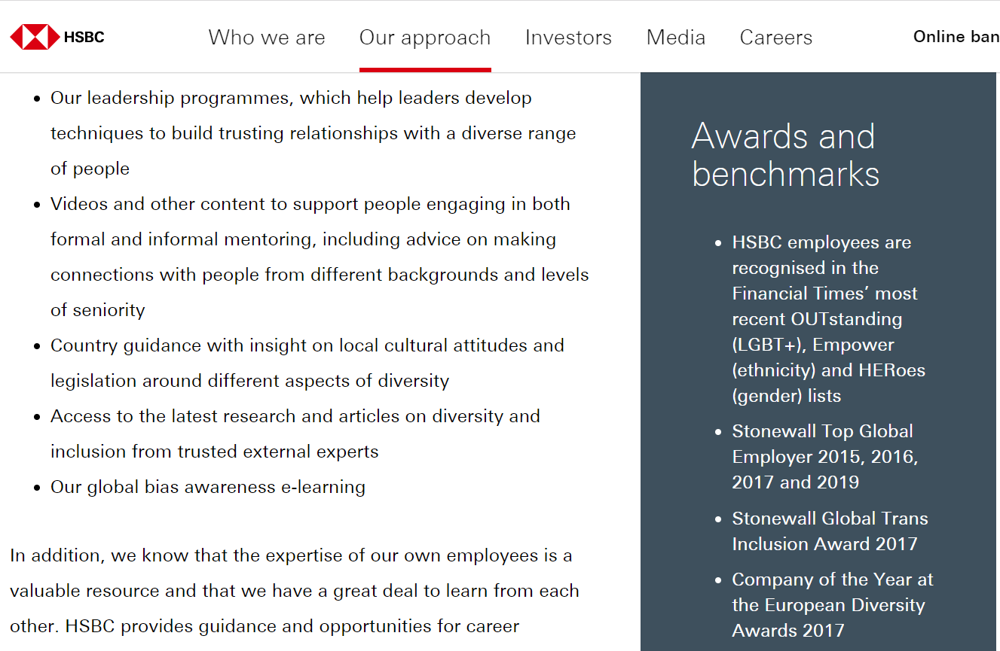 HSBC
Who we are
Our approach
Investors
Media
Careers
Online ban
Our leadership programmes, which help leaders develop
techniques to build trusting relationships with a diverse range
of people
Videos and other content to support people engaging in both
formal and informal mentoring, including advice on making
connections with people from different backgrounds and levels
of seniority
Country guidance with insight on local cultural attitudes and
legislation around different aspects of diversity
Access to the latest research and articles on diversity and
inclusion from trusted external experts
Our global bias awareness e-learning
In addition, we know that the expertise of our own employees is a
valuable resource and that we have a great deal to learn from each
other. HSBC provides guidance and opportunities for career
Awards and
benchmarks
HSBC employees are
recognised in the
Financial Times’ most
recent OUTstanding
(LGBT+), Empower
(ethnicity) and HERoes
(gender) lists
Stonewall Top Global
Employer 2015, 2016,
2017 and 2019
Stonewall Global Trans
Inclusion Award 2017
Company of the Year at
the European Diversity
Awards 2017